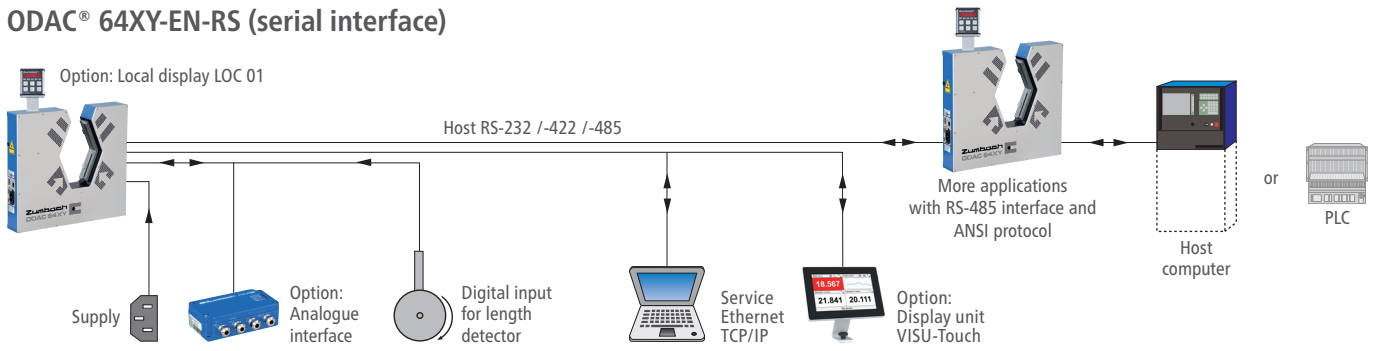 ODAC® 64XY-EN-RS (serial interface)
Option: Local display LOC 01
Host RS-232 /-422 /-485
Zumbach
ODAC 64XY
Zumbach
ODAC 64XY
More applications
with RS-485 interface and
ANSI protocol
or
PLC
Host
computer
Supply
Option:
Analogue
interface
Digital input
for length
detector
Service
Ethernet
TCP/IP
18.567
21.841 20.111
Option:
Display unit
VISU-Touch